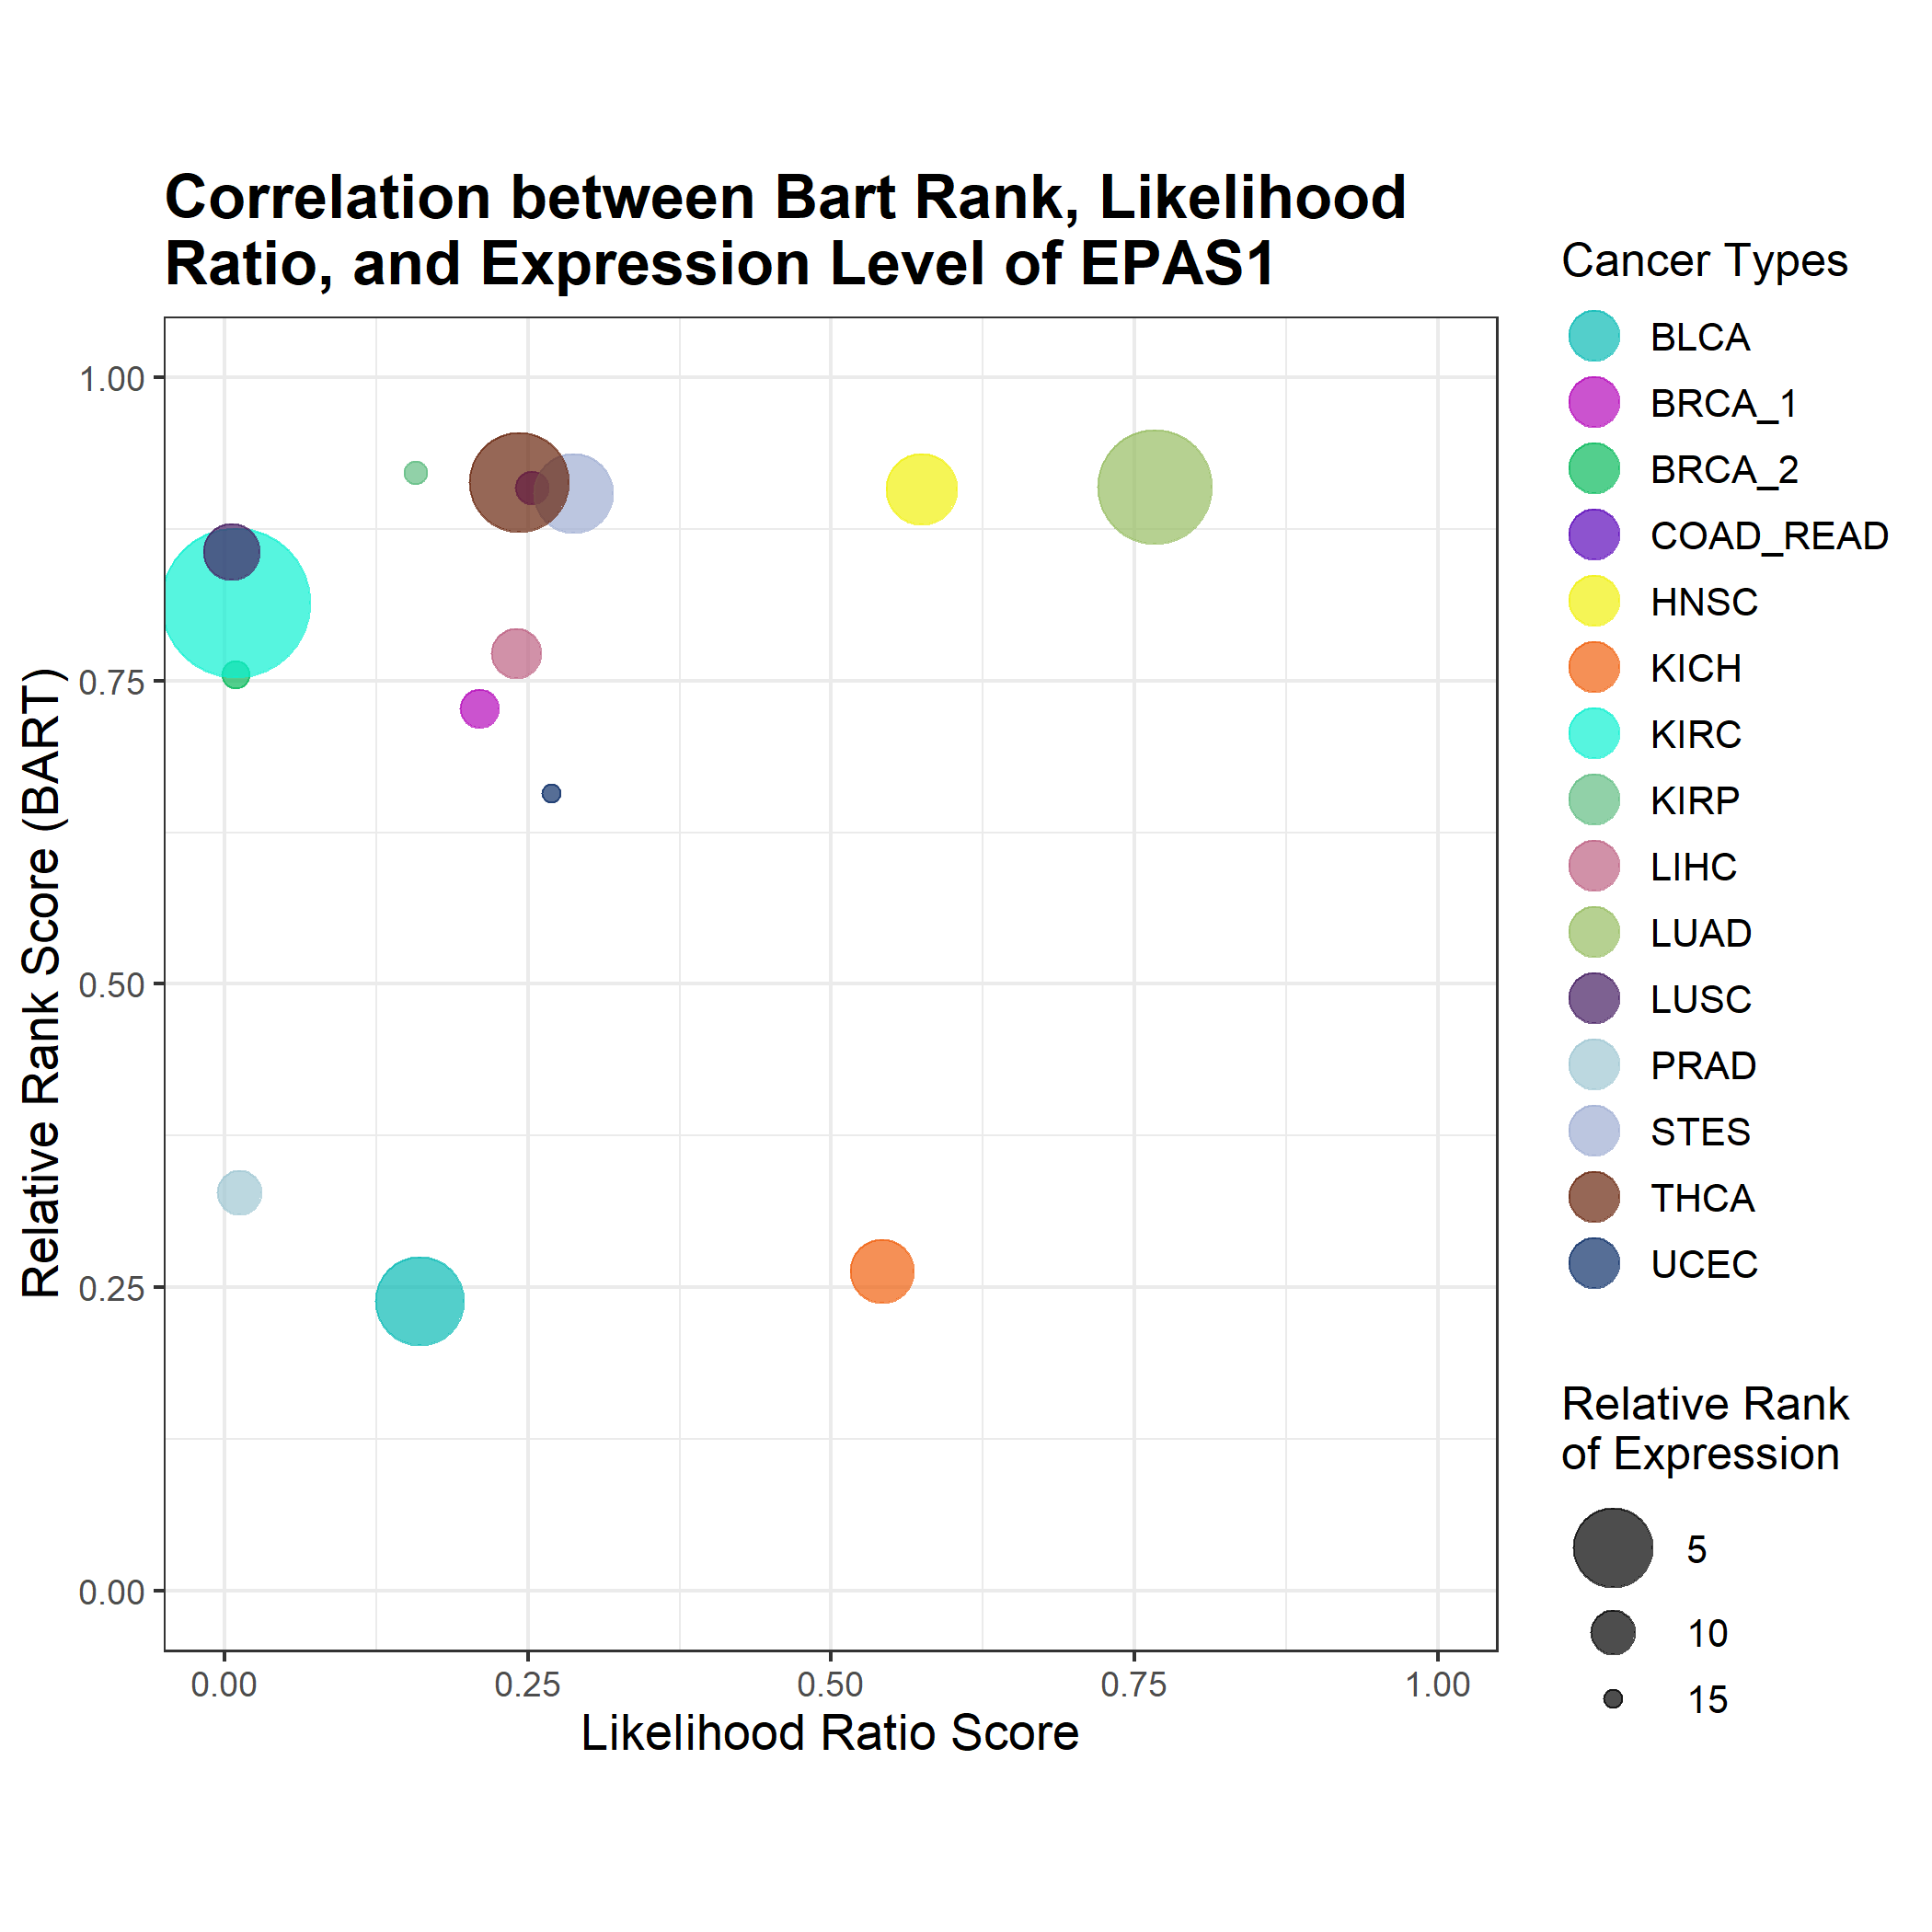 Correlation between Bart Rank, Likelihood
Ratio, and Expression Level of EPAS1
Relative Rank Score (BART)
1.00
0.75
0.50
0.25
0.00
0.00
0.25
0.50
0.75
1.00
Likelihood Ratio Score
Cancer Types
BLCA
BRCA_1
BRCA_2
COAD_READ
HNSC
KICH
KIRC
KIRP
LIHC
LUAD
LUSC
PRAD
STES
THCA
UCEC
Relative Rank
of Expression
5
10
15